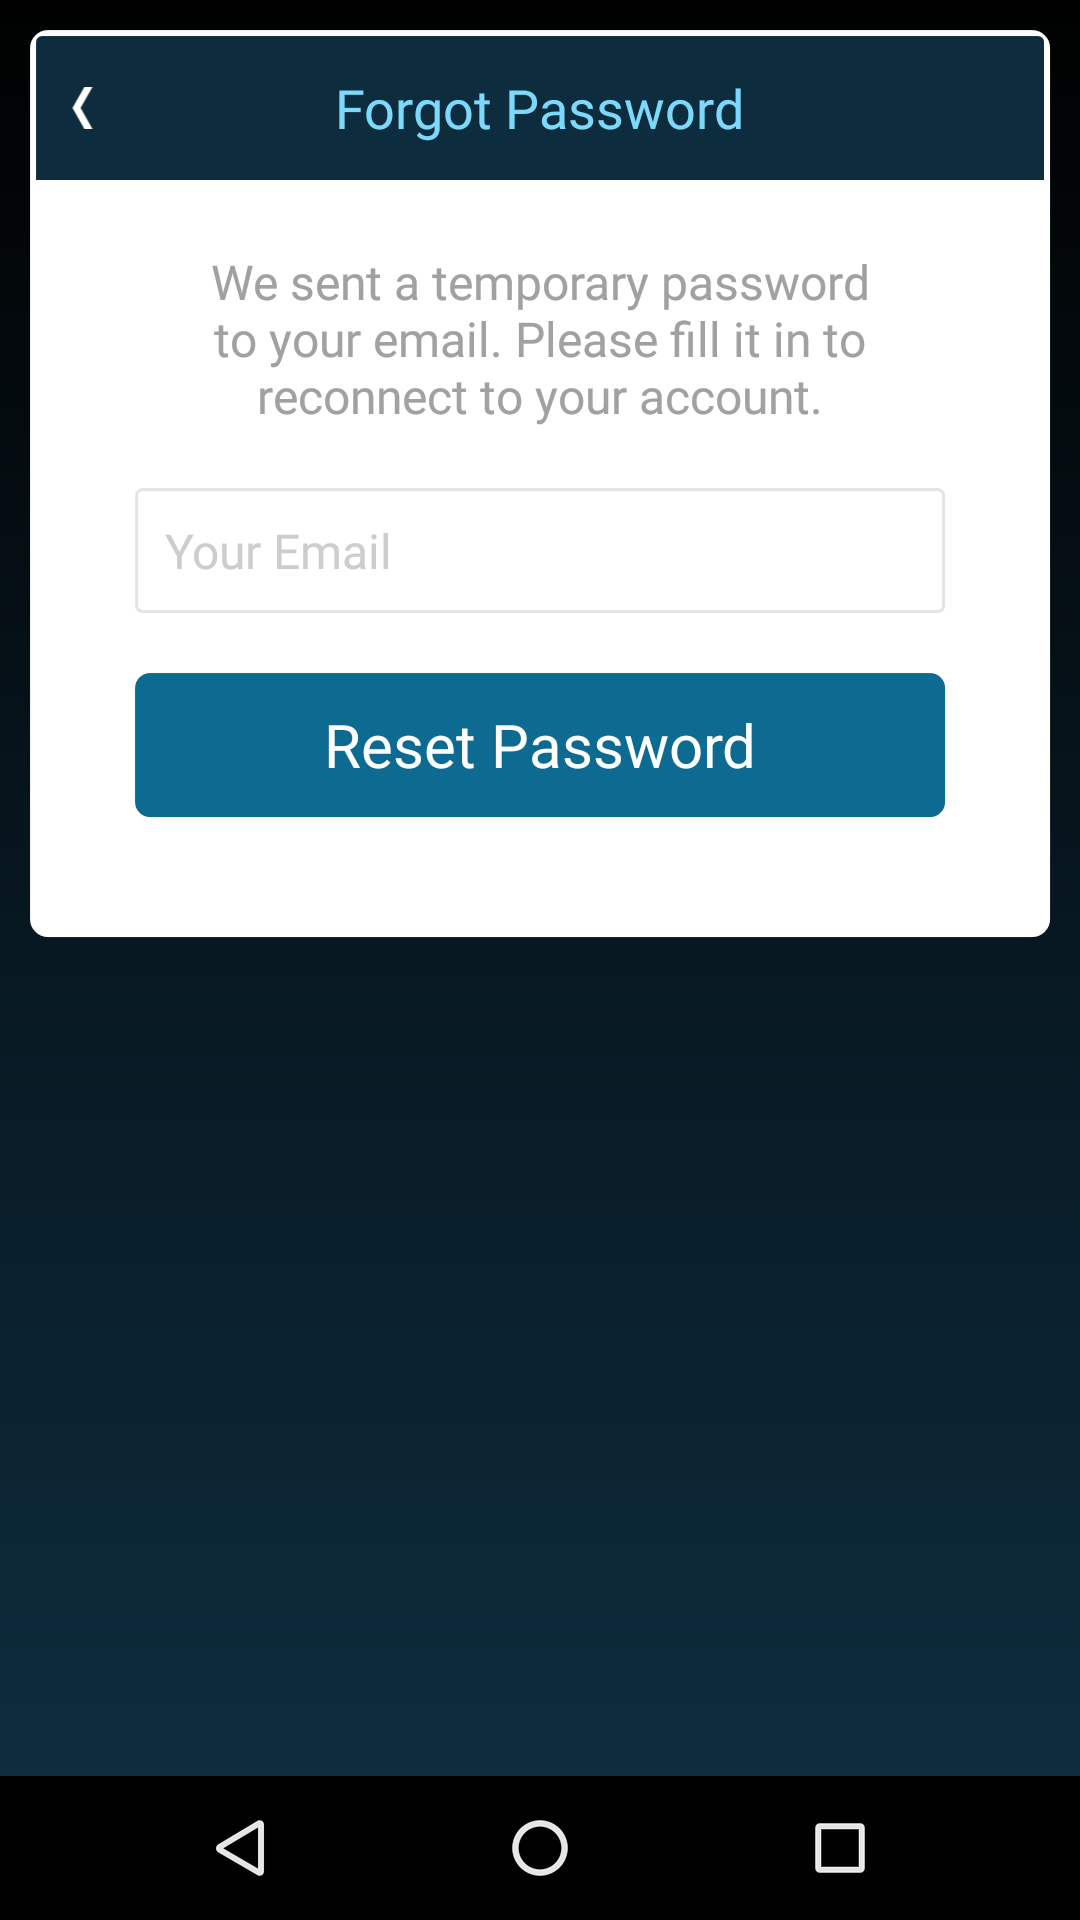 Forgot Password
We sent a temporary password
to your email. Please fill it in to
reconnect to your account.
Your Email
Reset Password